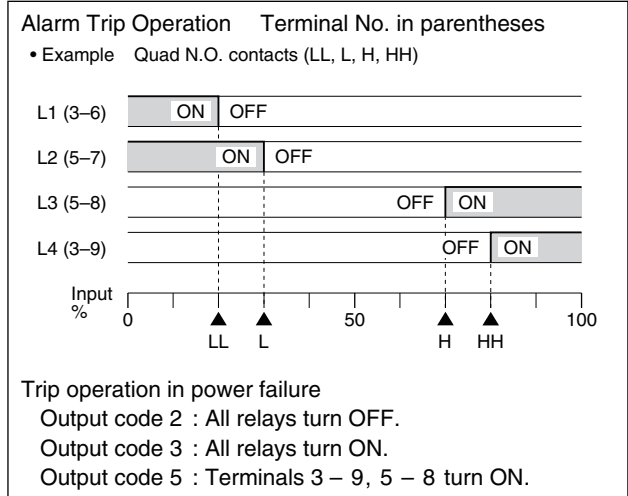 Alarm Trip Operation Terminal No. in parentheses
• Example Quad N.O. contacts (LL, L, H, HH)
L1 (3–6) ON OFF
L2 (5–7) ON OFF
L3 (5–8) OFF ON
L4 (3–9) OFF ON
Input
%
0 50 100
LL L H HH
Trip operation in power failure
Output code 2 : All relays turn OFF.
Output code 3 : All relays turn ON.
Output code 5 : Terminals 3 – 9, 5 – 8 turn ON.